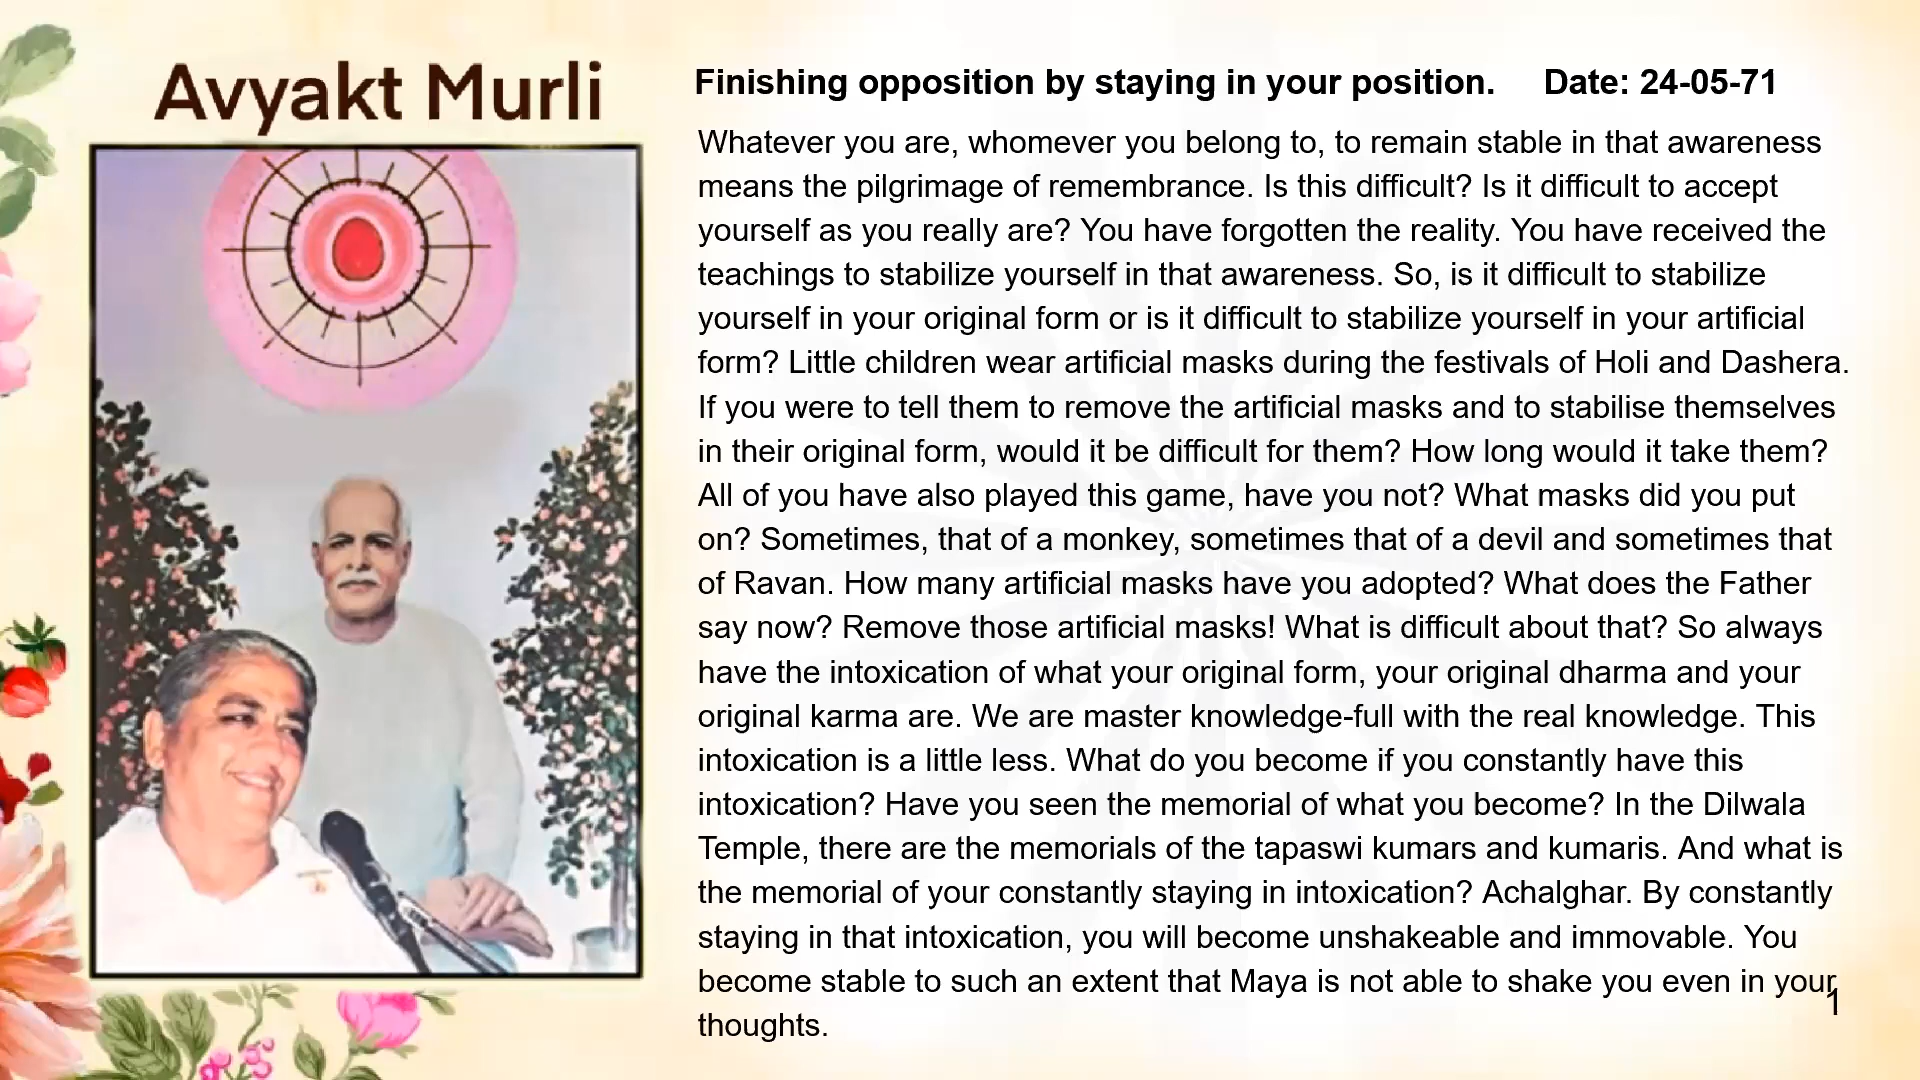 Avyakt Murli
Finishing opposition by staying in your position. Date: 24-05-71
Whatever you are, whomever you belong to, to remain stable in that awareness
means the pilgrimage of remembrance. Is this difficult? Is it difficult to accept
yourself as you really are? You have forgotten the reality. You have received the
teachings to stabilize yourself in that awareness. So, is it difficult to stabilize
yourself in your original form or is it difficult to stabilize yourself in your artificial
form? Little children wear artificial masks during the festivals of Holi and Dashera.
If you were to tell them to remove the artificial masks and to stabilise themselves
in their original form, would it be difficult for them? How long would it take them?
All of you have also played this game, have you not? What masks did you put
on? Sometimes, that of a monkey, sometimes that of a devil and sometimes that
of Ravan. How many artificial masks have you adopted? What does the Father
say now? Remove those artificial masks! What is difficult about that? So always
have the intoxication of what your original form, your original dharma and your
original karma are. We are master knowledge-full with the real knowledge. This
intoxication is a little less. What do you become if you constantly have this
intoxication? Have you seen the memorial of what you become? In the Dilwala
Temple, there are the memorials of the tapaswi kumars and kumaris. And what is
the memorial of your constantly staying in intoxication? Achalghar. By constantly
staying in that intoxication, you will become unshakeable and immovable. You
become stable to such an extent that Maya is not able to shake you even in your
thoughts.
1